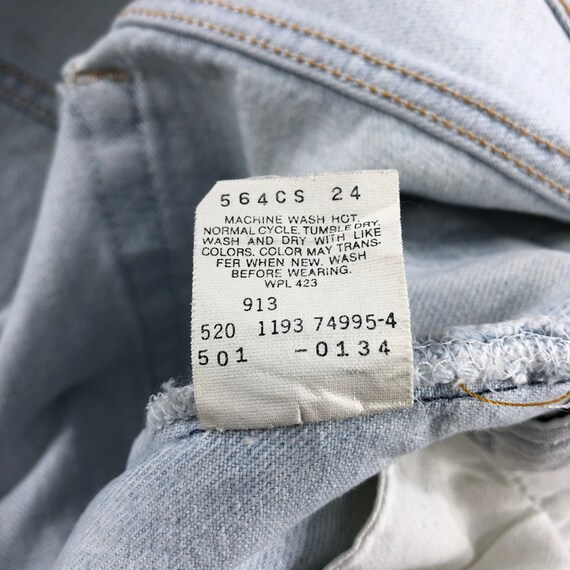 564CS 24
MACHINE WASH HOT.
NORMAL CYCLE. TUMBLE DRY.
WASH AND DRY WITH LIKE
COLORS. COLOR MAY TRANS-
FER WHEN NEW. WASH
BEFORE WEARING.
WPL 423
913
520 1193 74995-4
501 -0134